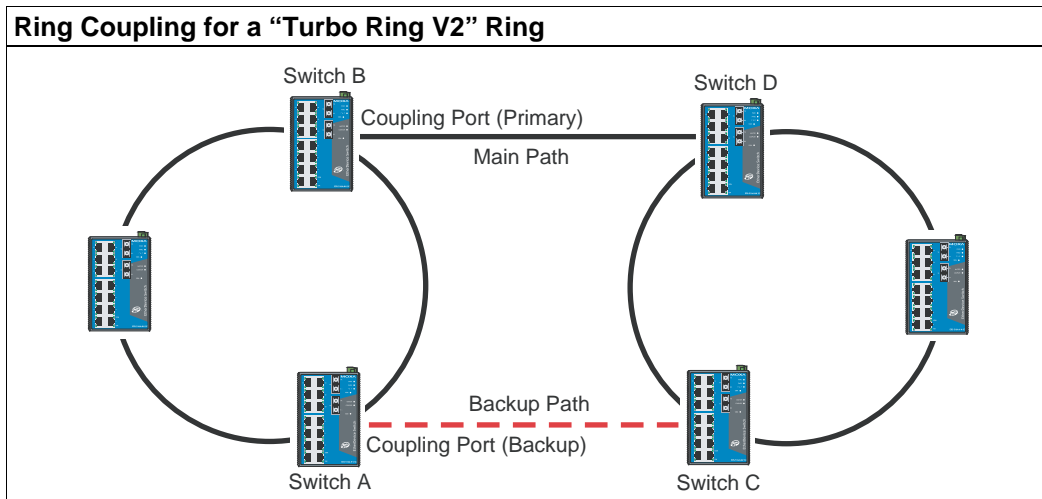 Ring Coupling for a “Turbo Ring V2” Ring
Switch B
Switch D
Coupling Port (Primary)
Main Path
Backup Path
Coupling Port (Backup)
Switch A
Switch C